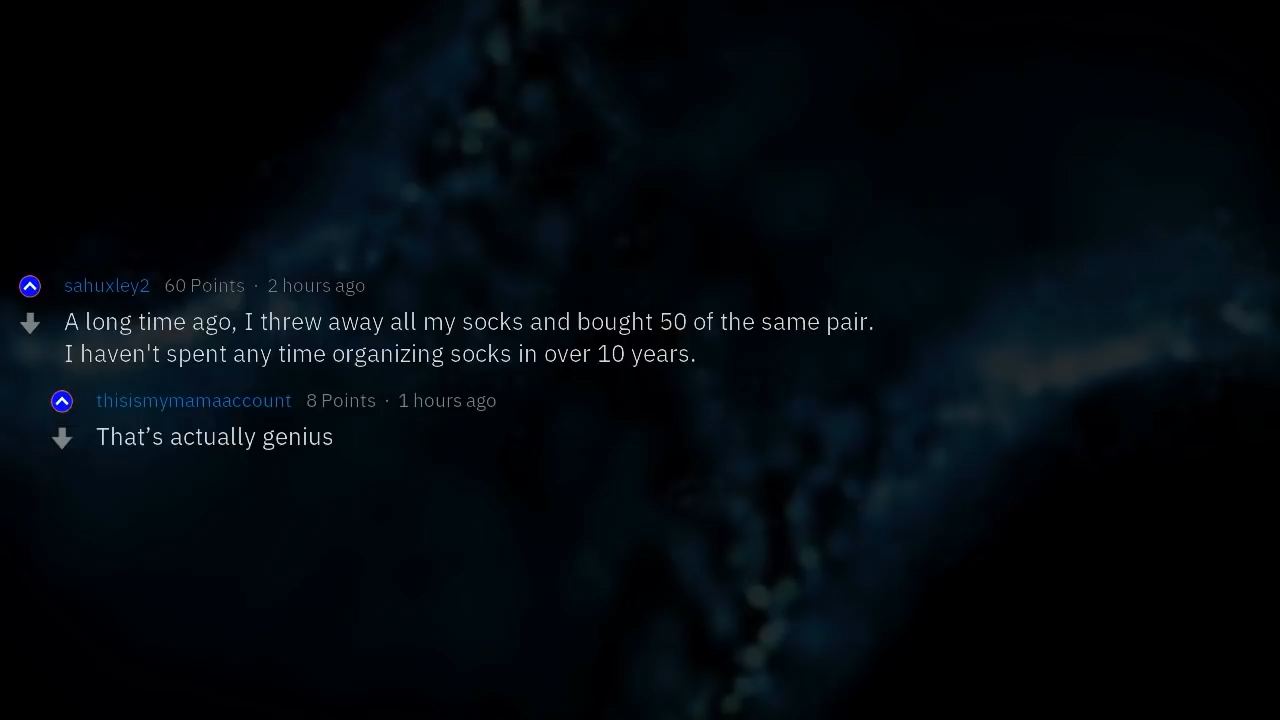 sahuxley2 60 Points · 2 hours ago
A long time ago, I threw away all my socks and bought 50 of the same pair.
I haven't spent any time organizing socks in over 10 years.
thisismymamaaccount 8 Points · 1 hours ago
That’s actually genius